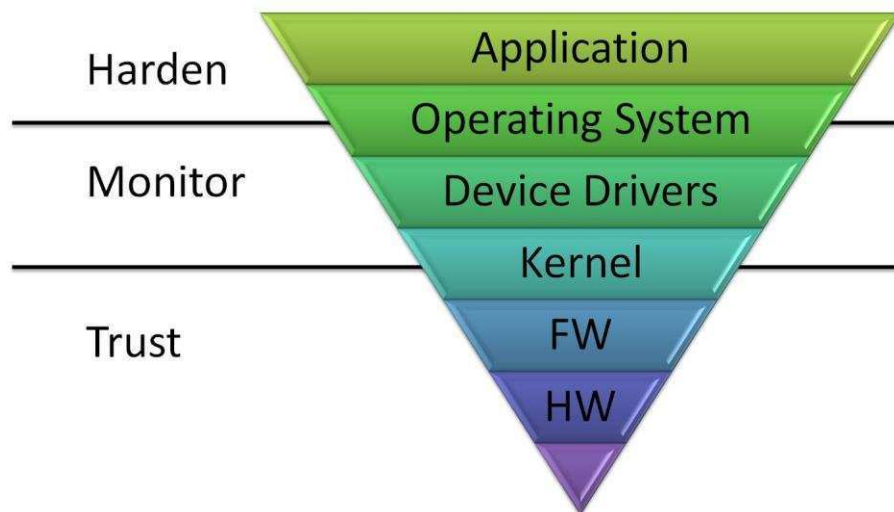 Harden
Application
Operating System
Monitor
Device Drivers
Kernel
Trust
FW
HW